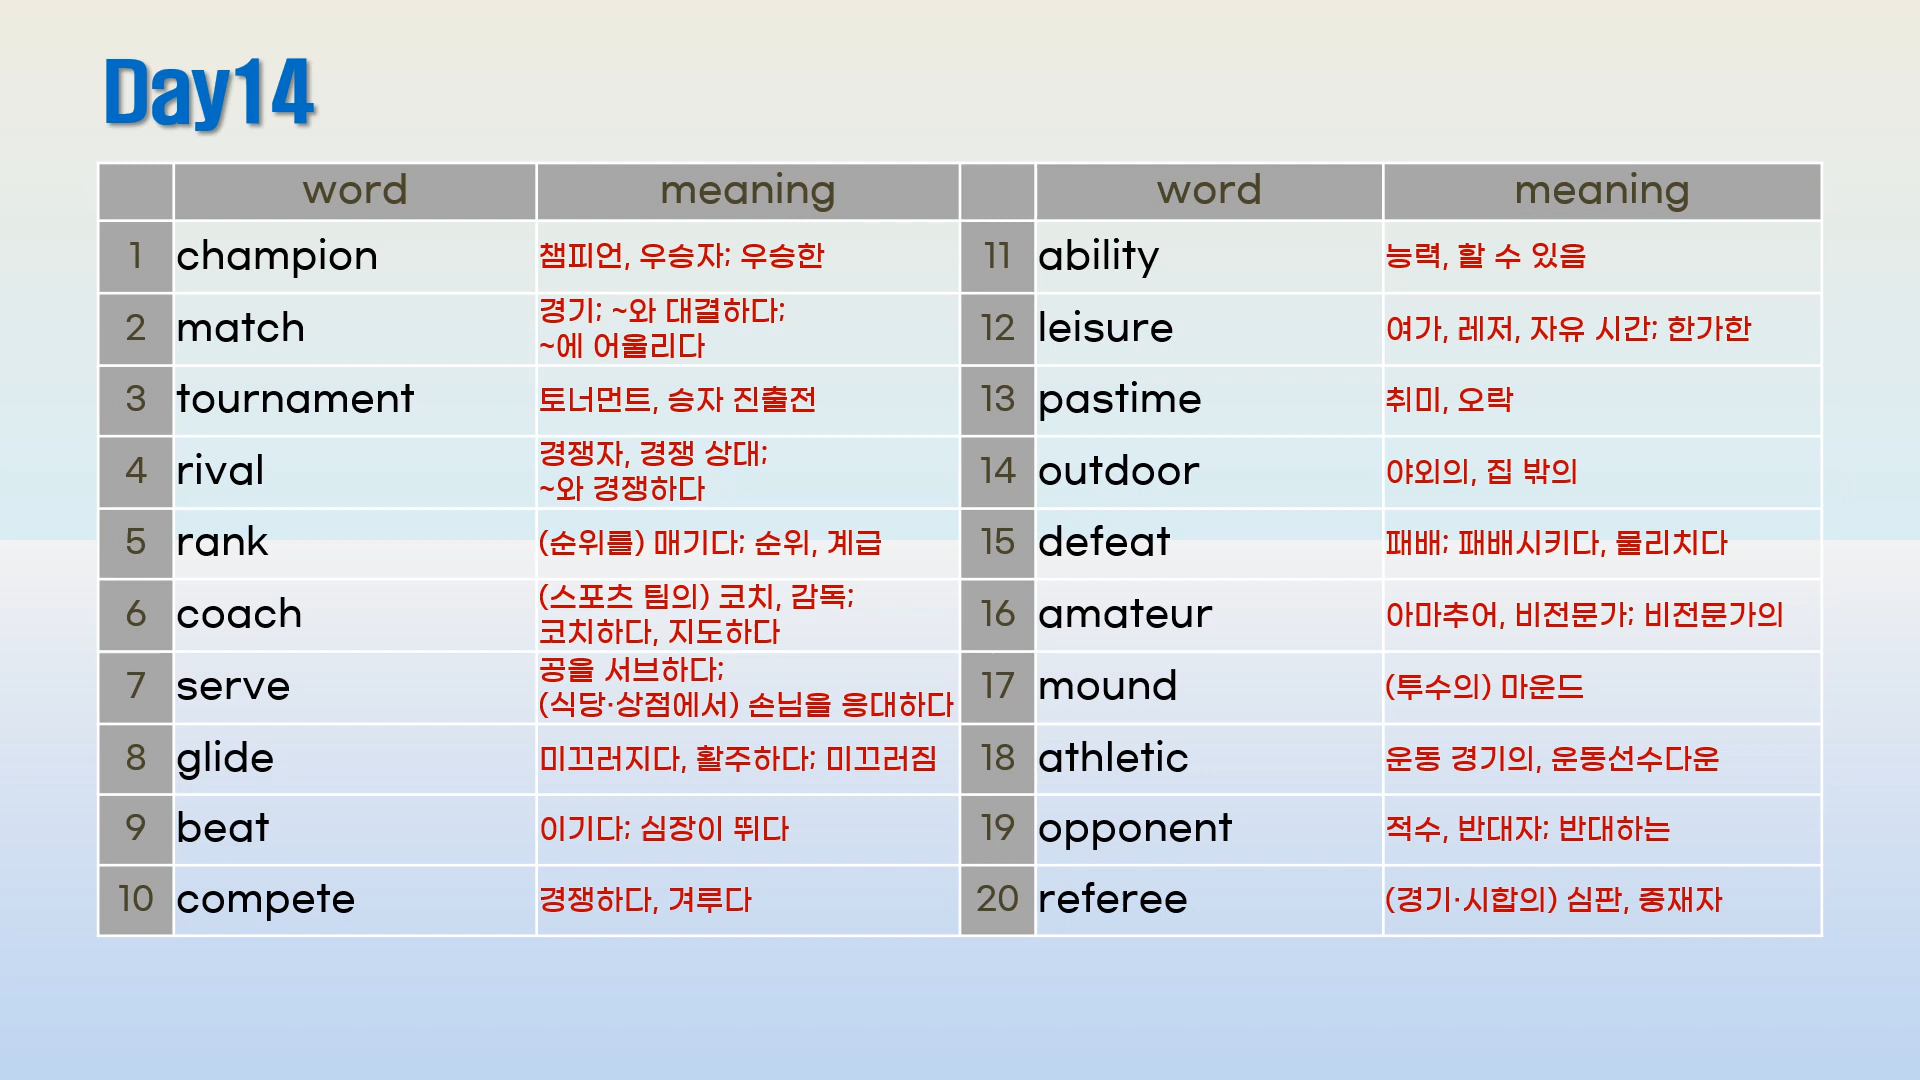 Day14
word meaning word meaning
1 champion 챔피언, 우승자; 우승한 11 ability 능력, 할 수 있음
2 match 경기; ~와 대결하다;
~에 어울리다 12 leisure 여가, 레저, 자유 시간; 한가한
3 tournament 토너먼트, 승자 진출전 13 pastime 취미, 오락
4 rival 경쟁자, 경쟁 상대;
~와 경쟁하다 14 outdoor 야외의, 집 밖의
5 rank (순위를) 매기다; 순위, 계급 15 defeat 패배; 패배시키다, 물리치다
6 coach (스포츠 팀의) 코치, 감독;
코치하다, 지도하다 16 amateur 아마추어, 비전문가; 비전문가의
7 serve 공을 서브하다;
(식당·상점에서) 손님을 응대하다 17 mound (투수의) 마운드
8 glide 미끄러지다, 활주하다; 미끄러짐 18 athletic 운동 경기의, 운동선수다운
9 beat 이기다; 심장이 뛰다 19 opponent 적수, 반대자; 반대하는
10 compete 경쟁하다, 겨루다 20 referee (경기·시합의) 심판, 중재자